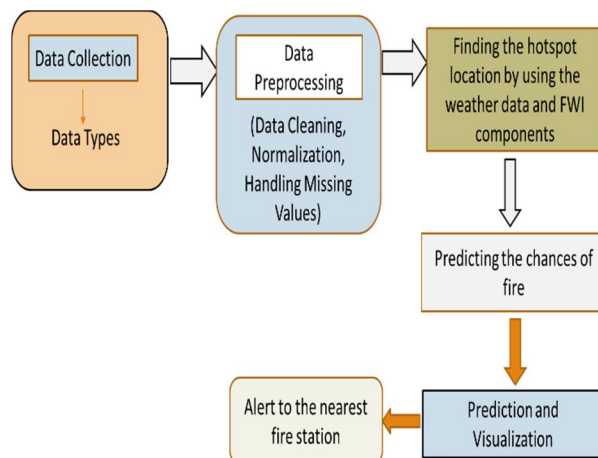 Data Collection
Data Types
Data
Preprocessing
(Data Cleaning,
Normalization,
Handling Missing
Values)
Finding the hotspot
location by using the
weather data and FWI
components
Predicting the chances of
fire
Prediction and
Visualization
Alert to the nearest
fire station